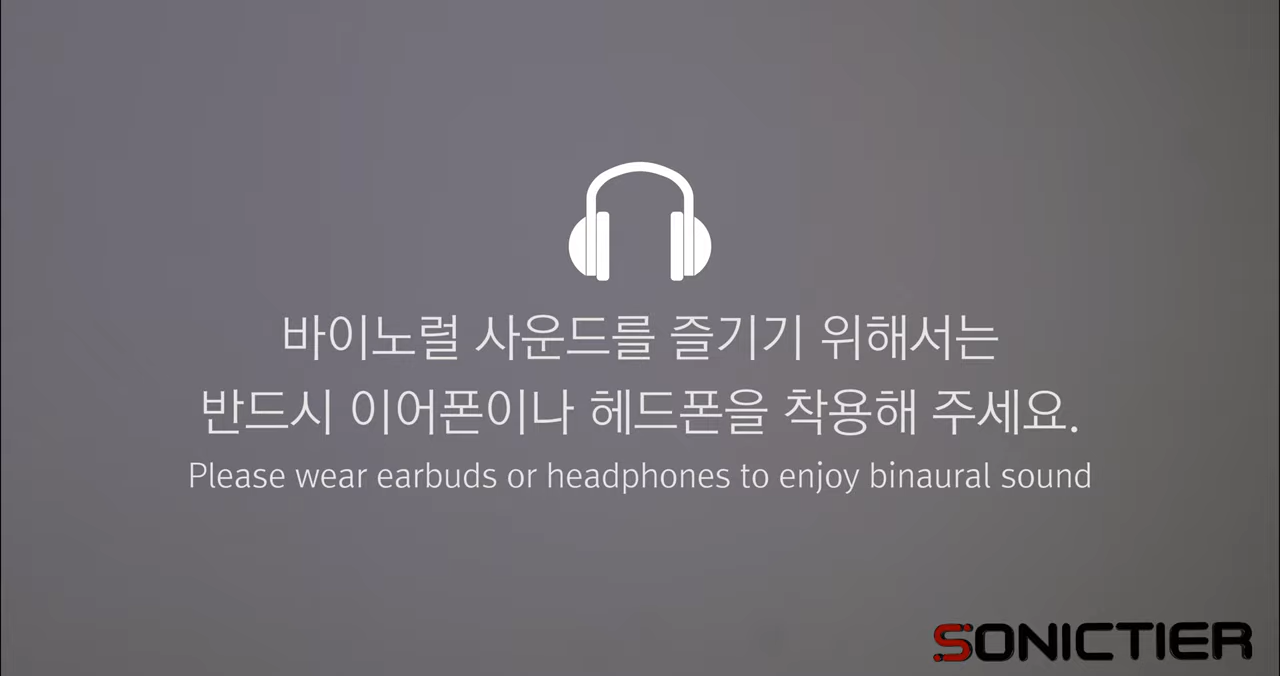 바이노럴 사운드를 즐기기 위해서는
반드시 이어폰이나 헤드폰을 착용해 주세요.
Please wear earbuds or headphones to enjoy binaural sound
SONICTIER